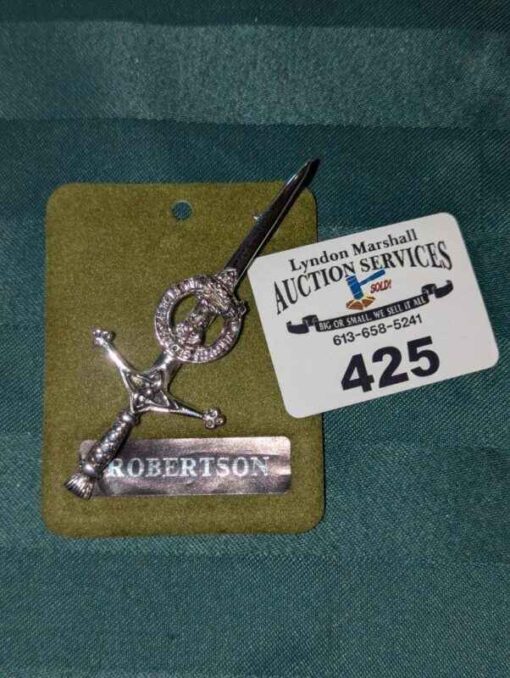 Lyndon Marshall
AUCTION SERVICES
SOLD!
BIG OR SMALL, WE SELL IT ALL
613-658-5241
425
ROBERTSON